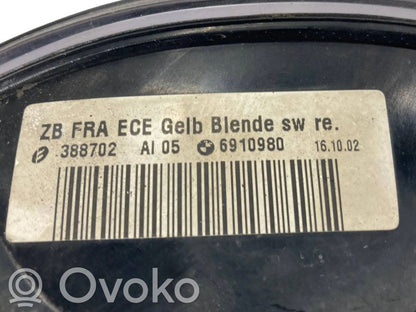 ZB FRA ECE Gelb Blende sw re.
388702 AI 05 6910980 16.10.02
Ovoko